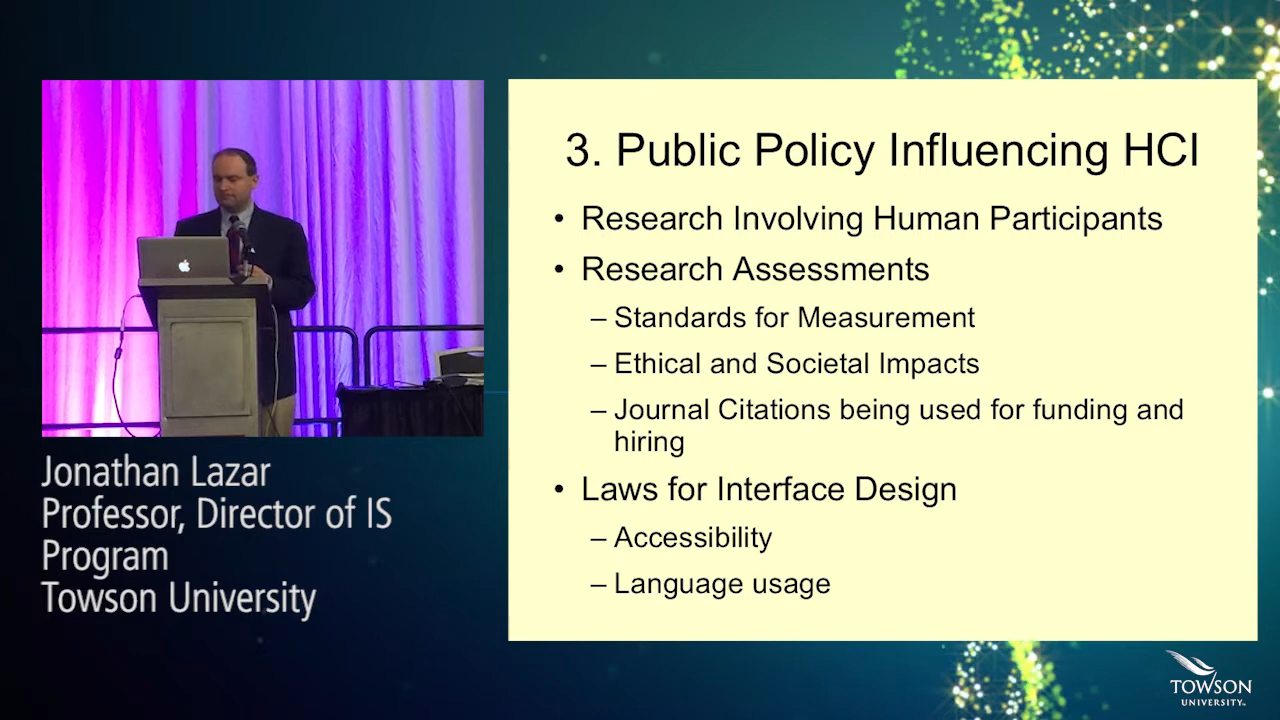 3. Public Policy Influencing HCI
• Research Involving Human Participants
• Research Assessments
– Standards for Measurement
– Ethical and Societal Impacts
– Journal Citations being used for funding and
hiring
• Laws for Interface Design
– Accessibility
– Language usage
Jonathan Lazar
Professor, Director of IS
Program
Towson University
TOWSON
UNIVERSITY